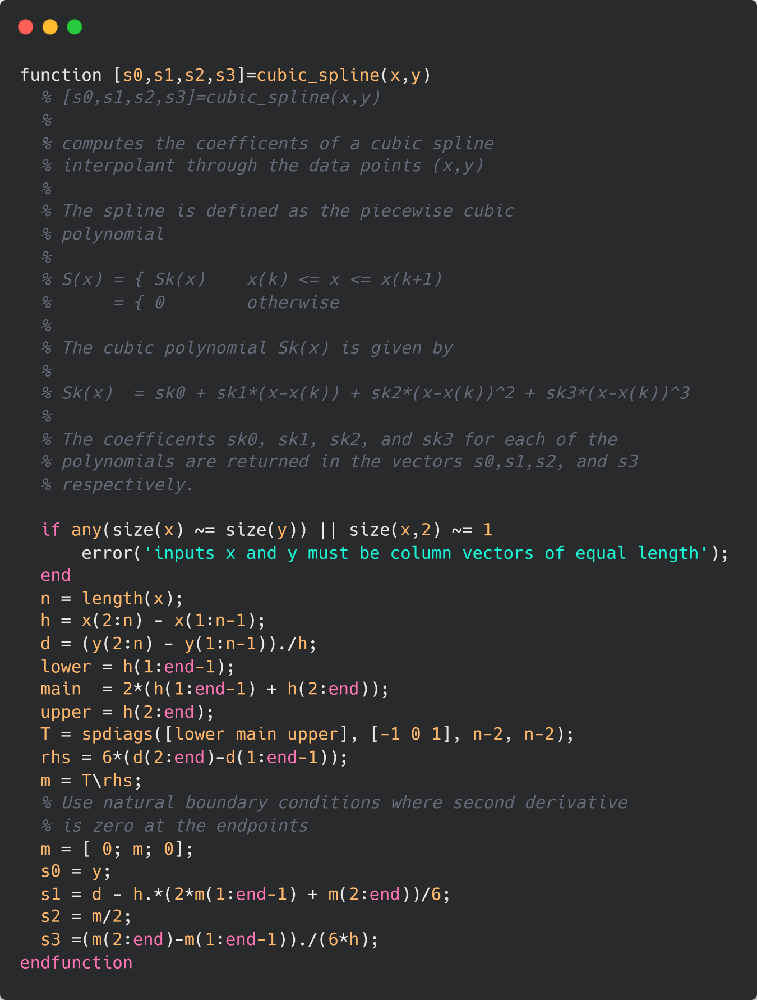 function [s0,s1,s2,s3]=cubic_spline(x,y)
  % [s0,s1,s2,s3]=cubic_spline(x,y)
  %
  % computes the coefficents of a cubic spline
  % interpolant through the data points (x,y)
  %
  % The spline is defined as the piecewise cubic
  % polynomial
  %
  % S(x) = { Sk(x)    x(k) <= x <= x(k+1)
  %      = { 0        otherwise
  %
  % The cubic polynomial Sk(x) is given by
  %
  % Sk(x)  = sk0 + sk1*(x-x(k)) + sk2*(x-x(k))^2 + sk3*(x-x(k))^3
  %
  % The coefficents sk0, sk1, sk2, and sk3 for each of the
  % polynomials are returned in the vectors s0,s1,s2, and s3
  % respectively.

  if any(size(x) ~= size(y)) || size(x,2) ~= 1
      error('inputs x and y must be column vectors of equal length');
  end
  n = length(x);
  h = x(2:n) - x(1:n-1);
  d = (y(2:n) - y(1:n-1))./h;
  lower = h(1:end-1);
  main  = 2*(h(1:end-1) + h(2:end));
  upper = h(2:end);
  T = spdiags([lower main upper], [-1 0 1], n-2, n-2);
  rhs = 6*(d(2:end)-d(1:end-1));
  m = T\rhs;
  % Use natural boundary conditions where second derivative
  % is zero at the endpoints
  m = [ 0; m; 0];
  s0 = y;
  s1 = d - h.*(2*m(1:end-1) + m(2:end))/6;
  s2 = m/2;
  s3 =(m(2:end)-m(1:end-1))./(6*h);
endfunction